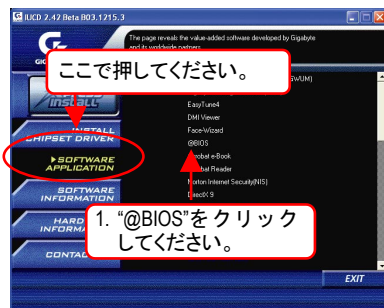 IUCD 2.42 Beta B03.1215.3
The page reveals the value-added software developed by Gigabyte
and its worldwide partners.
ここで押してください。
SWUM)
INSTALL
EasyTune4
DMI Viewer
INSTALL
CHIPSET DRIVER
Face-Wizard
@BIOS
SOFTWARE
APPLICATION
Acrobat e-Book
Acrobat Reader
Norton Internet Security(NIS)
DirectX 9
SOFTWARE
INFORMATION
1. “@BIOS”をクリック
してください。
HARD
INFORM
CONTA
EXIT